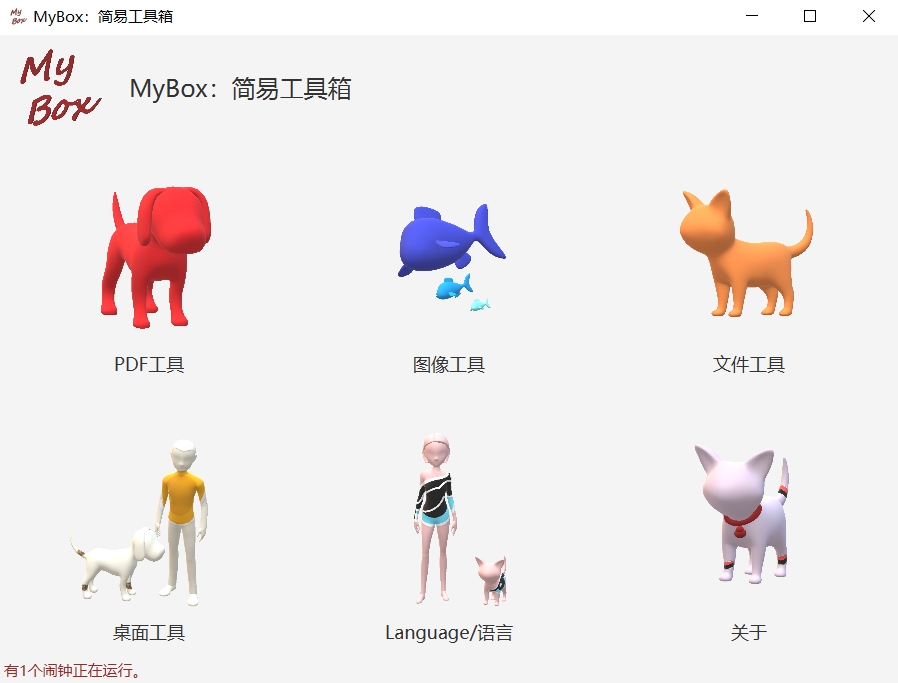 My Box MyBox：简易工具箱
My
Box
MyBox：简易工具箱
PDF工具
图像工具
文件工具
桌面工具
Language/语言
关于
有1个闹钟正在运行。